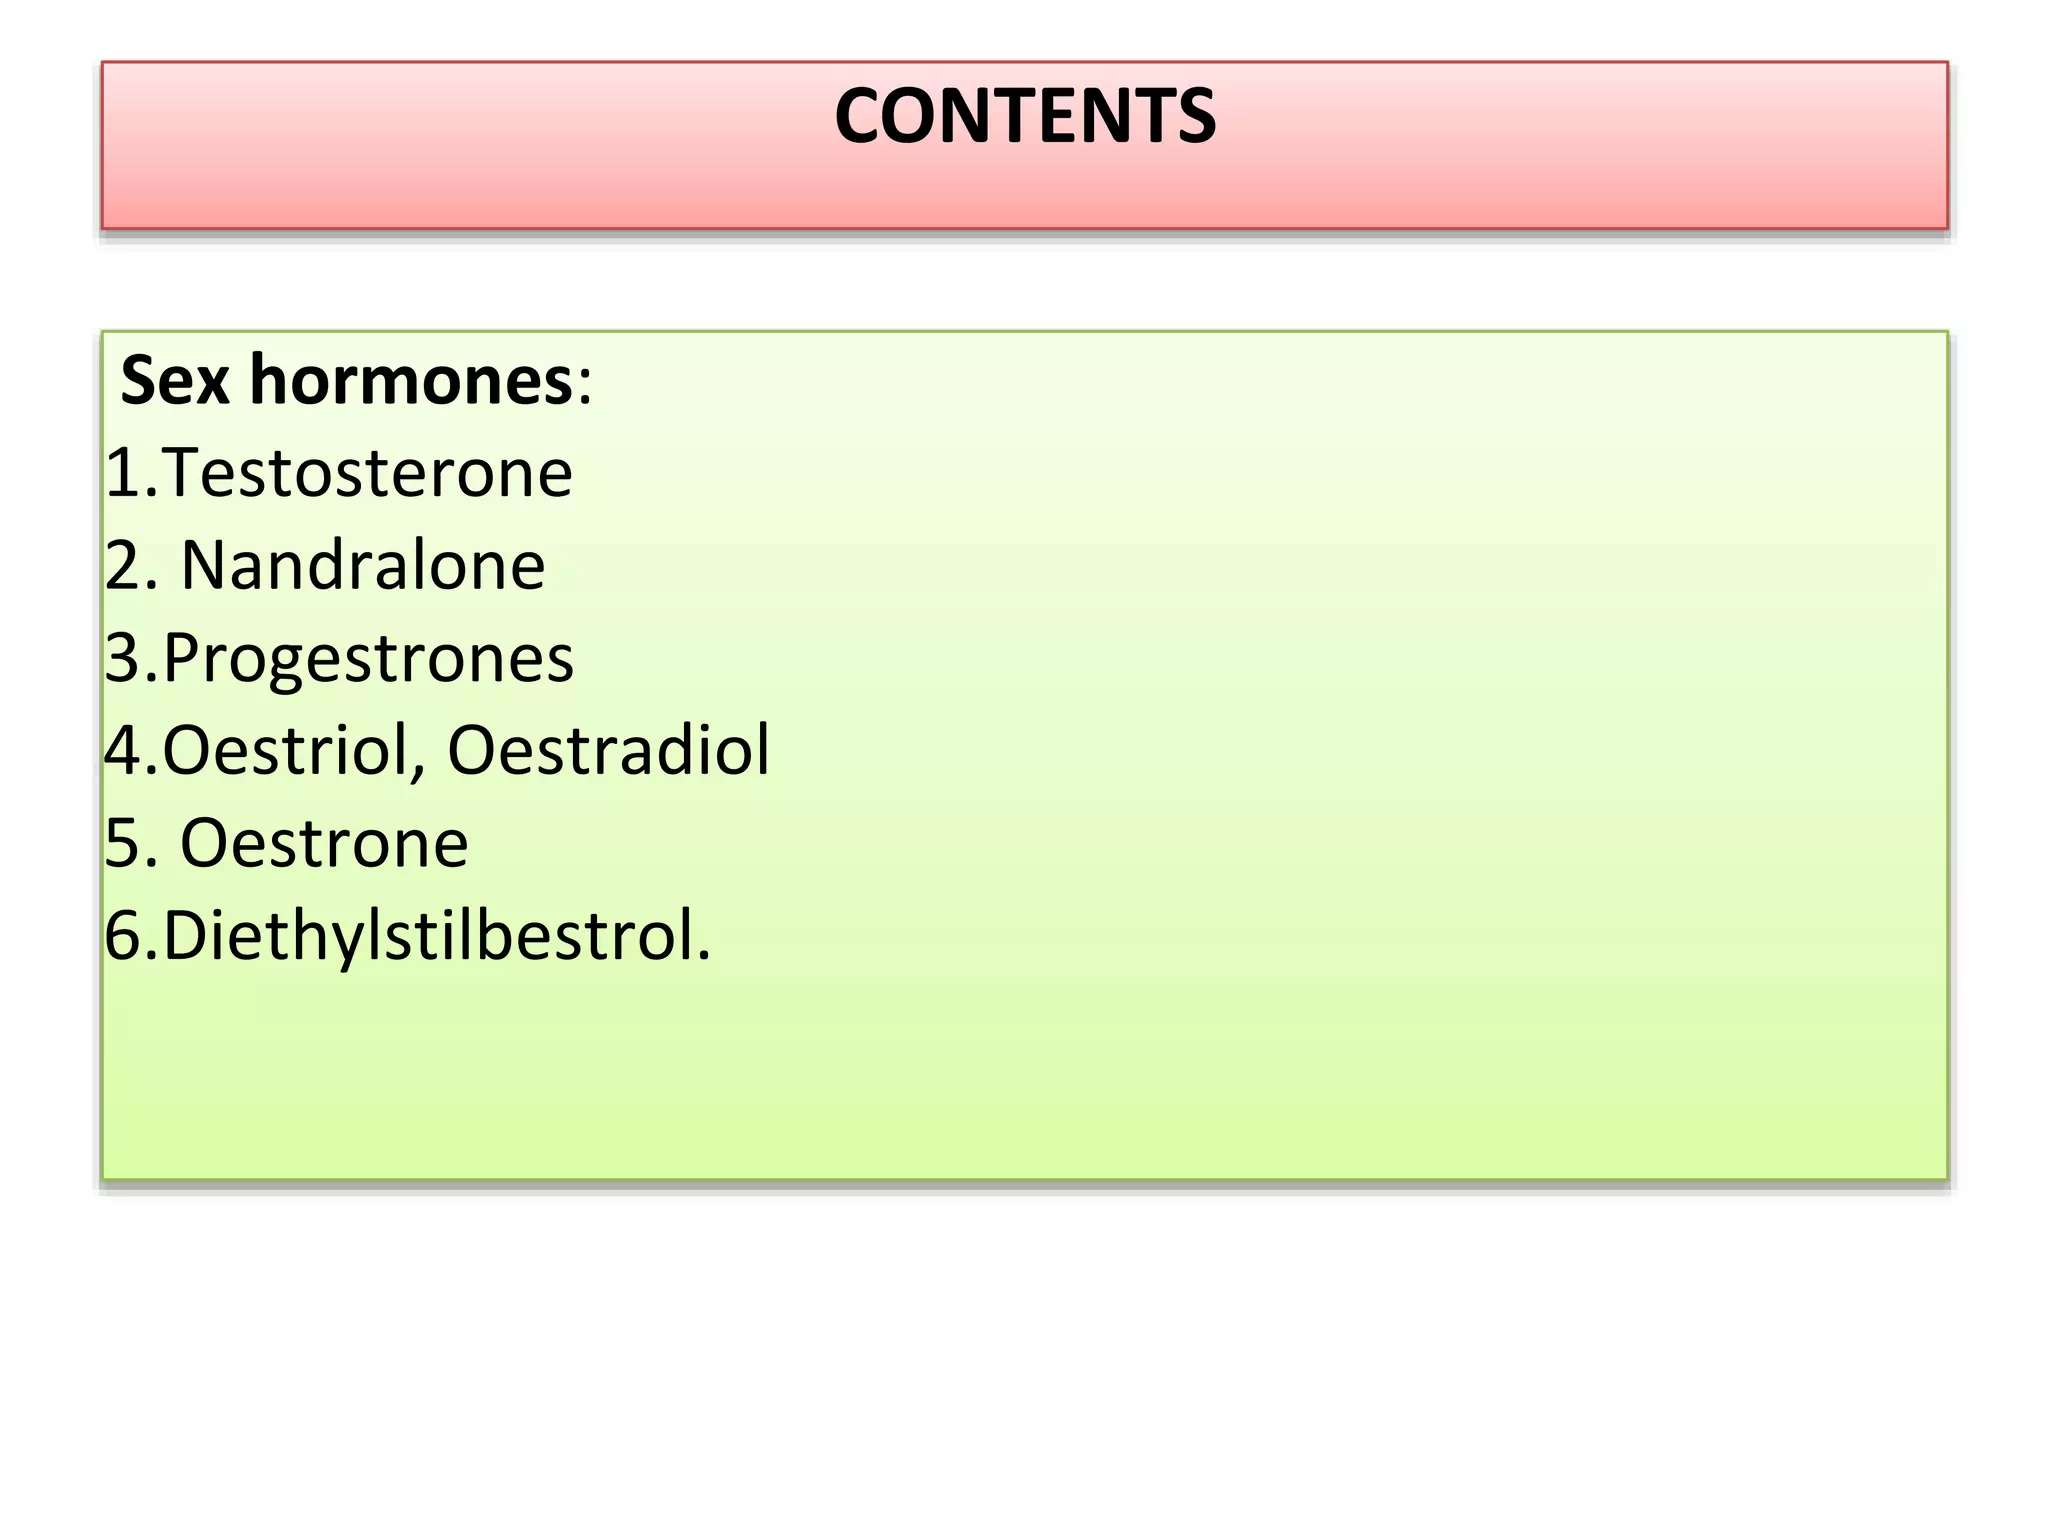 CONTENTS
Sex hormones:
1.Testosterone
2. Nandralone
3.Progestrones
4.Oestriol, Oestradiol
5. Oestrone
6.Diethylstilbestrol.